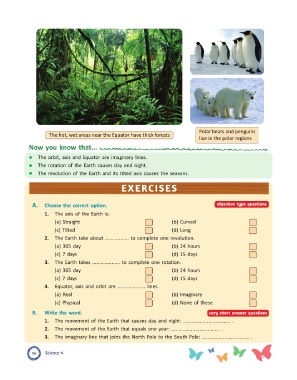 The hot, wet areas near the Equator have thick forests
Polar bears and penguins
live in the polar regions
Now you know that...
The orbit, axis and Equator are imaginary lines.
The rotation of the Earth causes day and night.
The revolution of the Earth and its tilted axis causes the seasons.
EXERCISES
A. Choose the correct option. objective type questions
1. The axis of the Earth is:
(a) Straight (b) Curved
(c) Tilted (d) Long
2. The Earth take about ................ to complete one revolution.
(a) 365 day (b) 24 hours
(c) 7 days (d) 15 days
3. The Earth takes .................. to complete one rotation.
(a) 365 day (b) 24 hours
(c) 7 days (d) 15 days
4. Equator, axis and orbit are .................. lines.
(a) Real (b) Imaginary
(c) Physical (d) None of these
B. Write the word. very short answer questions
1. The movement of the Earth that causes day and night: .............................. .
2. The movement of the Earth that equals one year: .............................. .
3. The imaginary line that joins the North Pole to the South Pole: .............................. .
Science-4